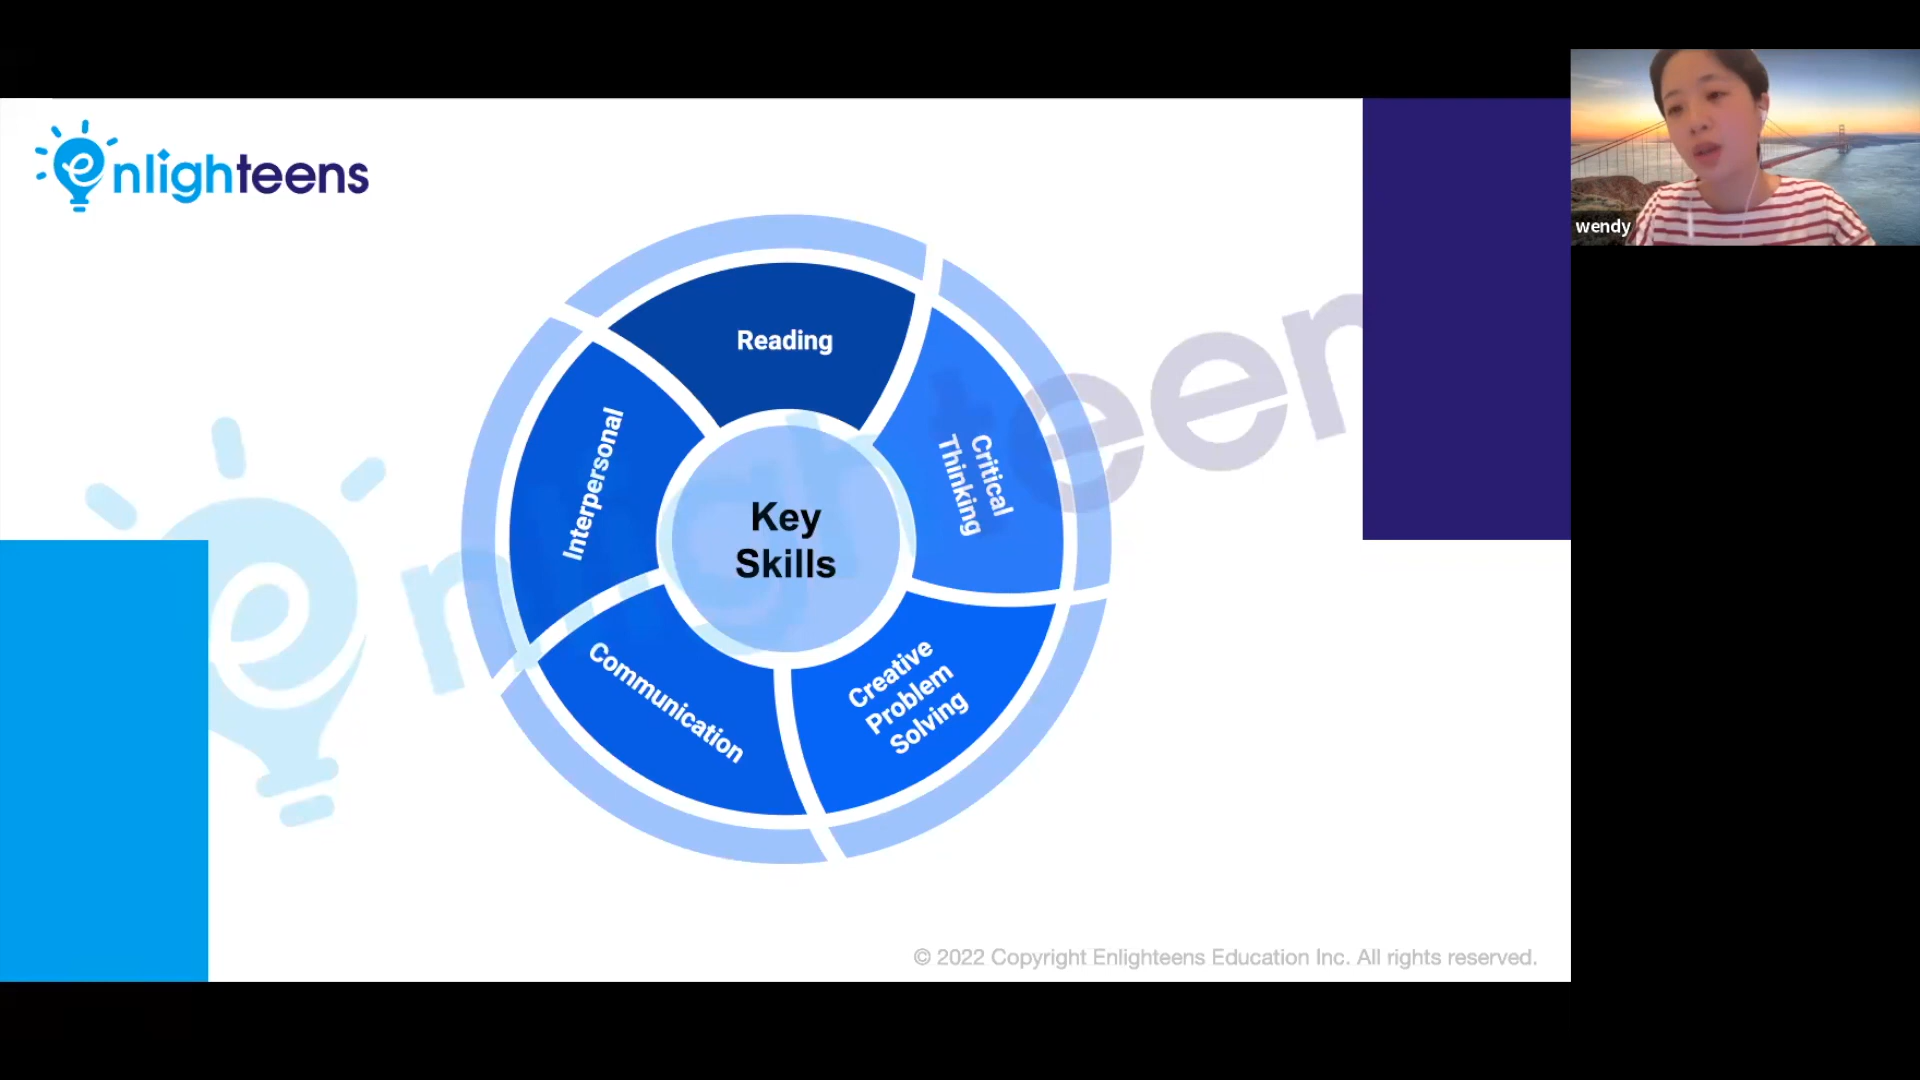 enlighteens
wendy
Reading
Critical
Thinking
Creative
Problem
Solving
Communication
Interpersonal
Key
Skills
enlighteen
© 2022 Copyright Enlighteens Education Inc. All rights reserved.